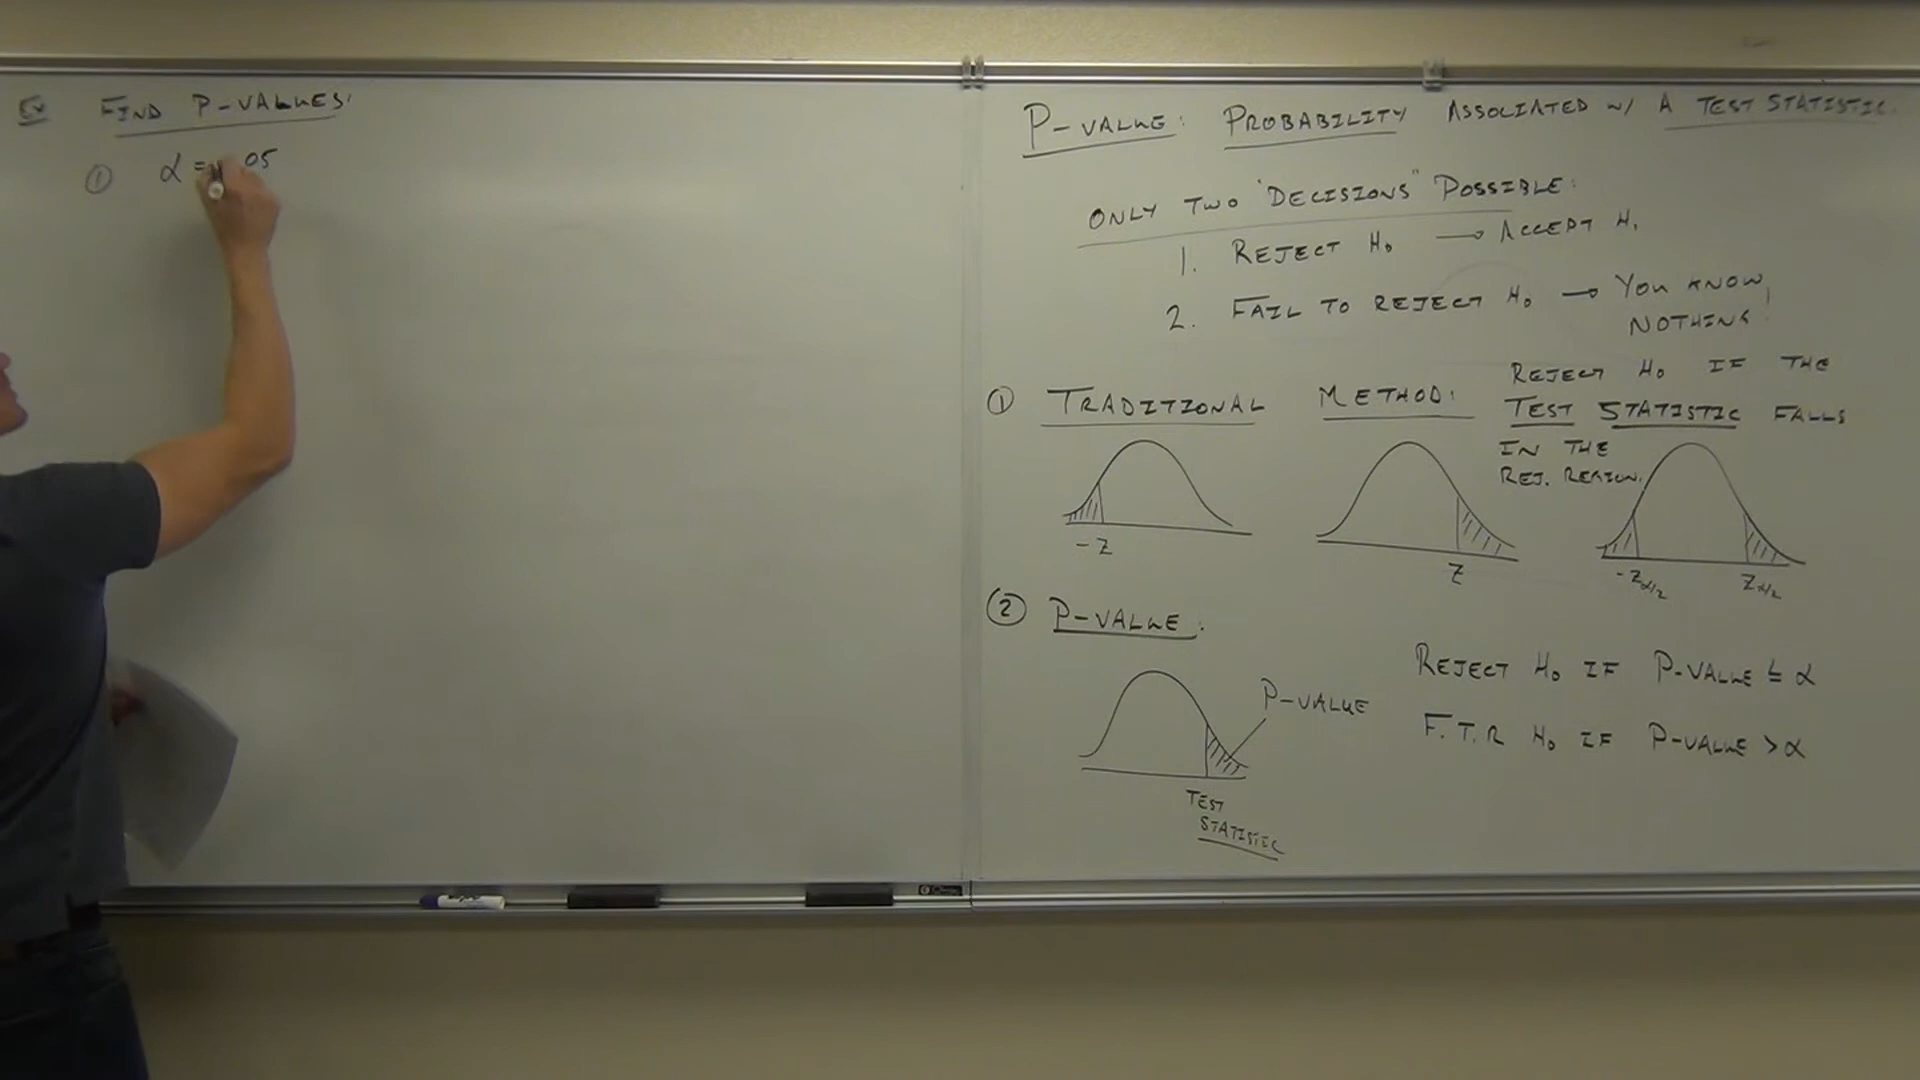 Ex FIND P-VALUES:
① α = .05
P-VALUE: PROBABILITY ASSOCIATED W/ A TEST STATISTIC.
ONLY TWO "DECISIONS" POSSIBLE:
1. REJECT H₀ → ACCEPT H₁
2. FAIL TO REJECT H₀ → YOU KNOW
NOTHING!
① TRADITIONAL METHOD: REJECT H₀ IF THE
TEST STATISTIC FALLS
IN THE
REJ. REGION.
-Z
Z
-Zα/2 Zα/2
② P-VALUE:
P-VALUE
TEST
STATISTIC
REJECT H₀ IF P-VALUE ≤ α
F.T.R H₀ IF P-VALUE > α